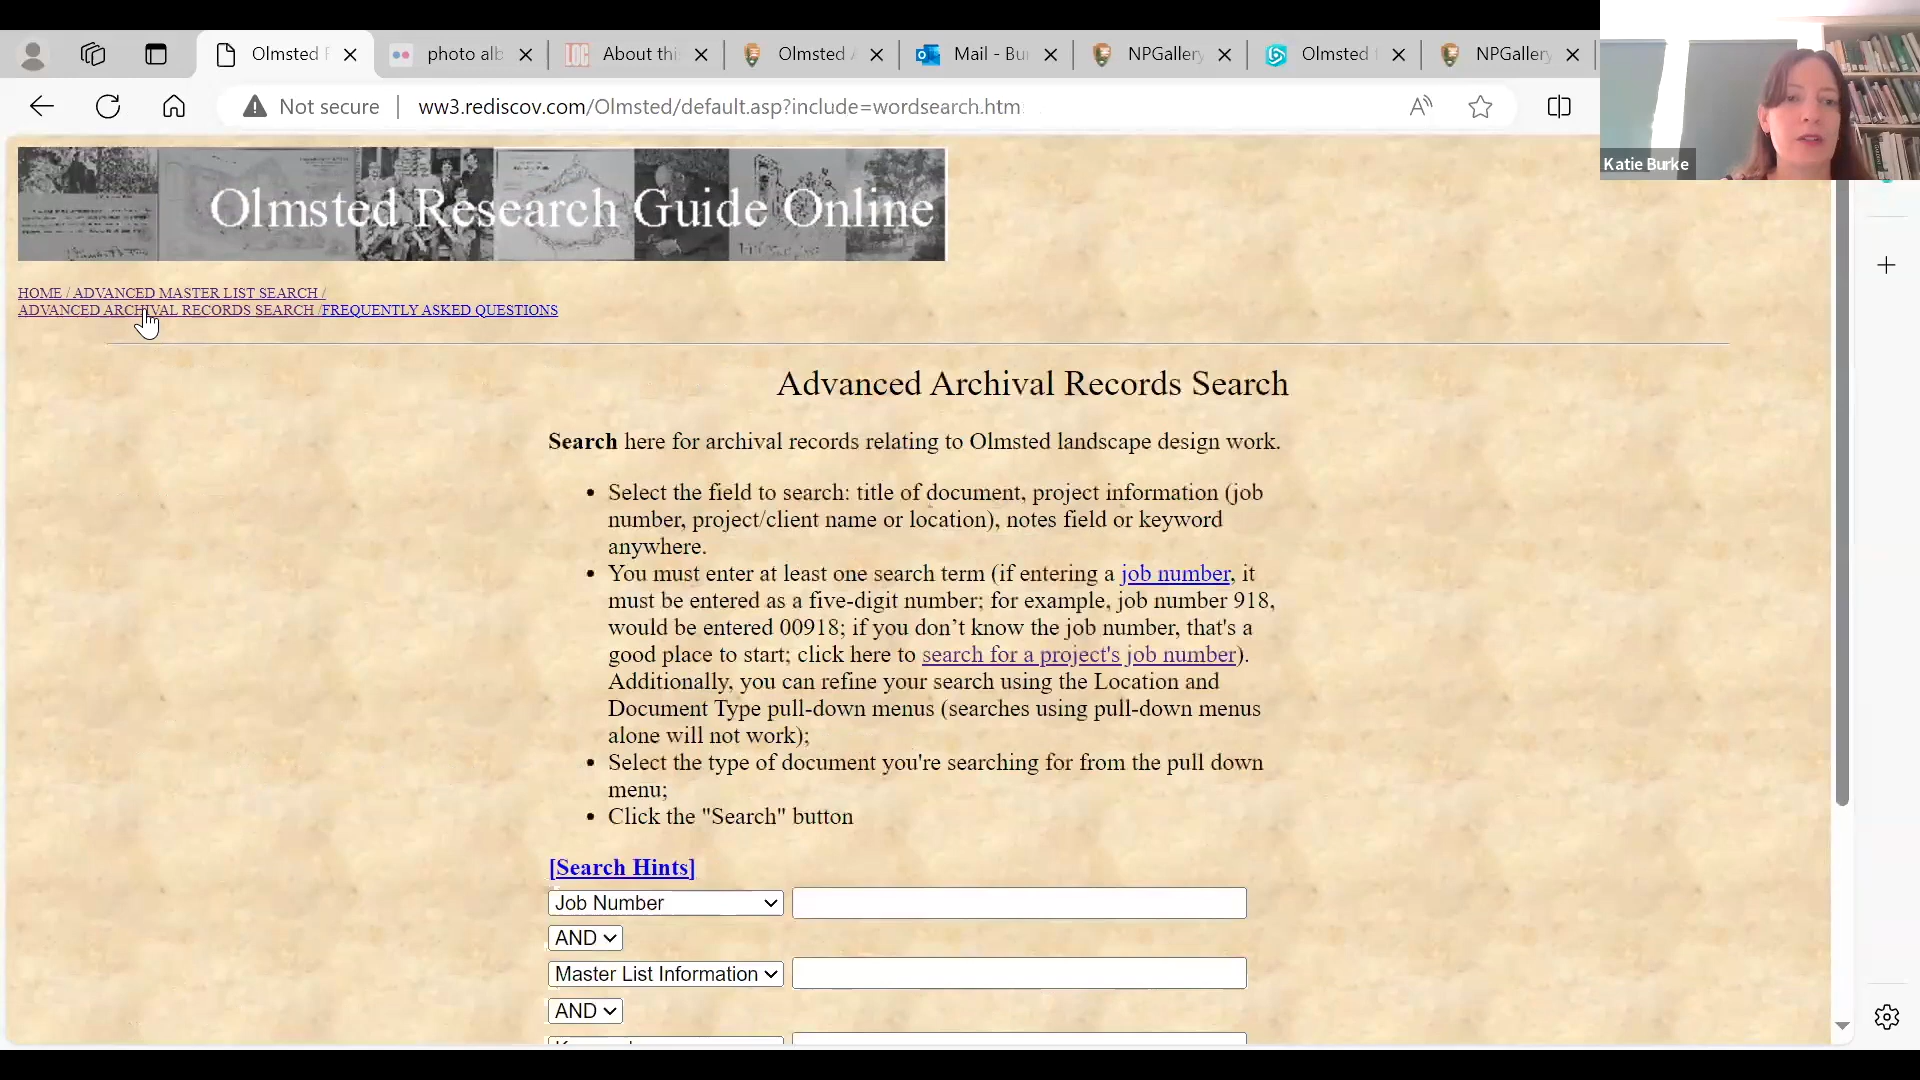 Olmsted F
photo alb
LOC
About thi
Olmsted A
Mail - Bu
NPGallery
Olmsted
NPGallery
Not secure
ww3.rediscov.com/Olmsted/default.asp?include=wordsearch.htm
Katie Burke
Olmsted Research Guide Online
HOME / ADVANCED MASTER LIST SEARCH /
ADVANCED ARCHIVAL RECORDS SEARCH /FREQUENTLY ASKED QUESTIONS
Advanced Archival Records Search
Search here for archival records relating to Olmsted landscape design work.
• Select the field to search: title of document, project information (job
number, project/client name or location), notes field or keyword
anywhere.
• You must enter at least one search term (if entering a job number, it
must be entered as a five-digit number; for example, job number 918,
would be entered 00918; if you don’t know the job number, that's a
good place to start; click here to search for a project's job number).
Additionally, you can refine your search using the Location and
Document Type pull-down menus (searches using pull-down menus
alone will not work);
• Select the type of document you're searching for from the pull down
menu;
• Click the "Search" button
[Search Hints]
Job Number
AND
Master List Information
AND